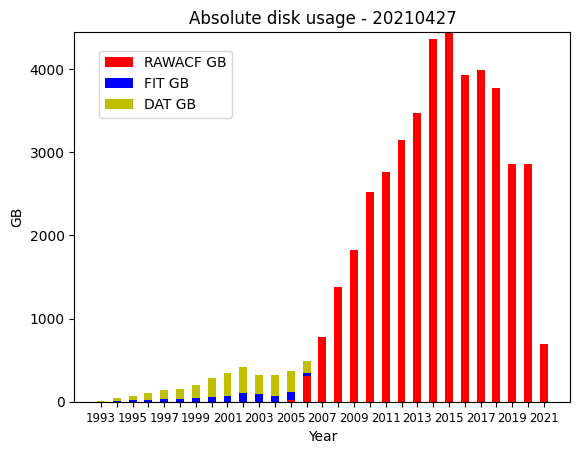 Absolute disk usage - 20210427
RAWACF GB
FIT GB
DAT GB
4000
3000
2000
1000
0
GB
1993 1995 1997 1999 2001 2003 2005 2007 2009 2011 2013 2015 2017 2019 2021
Year